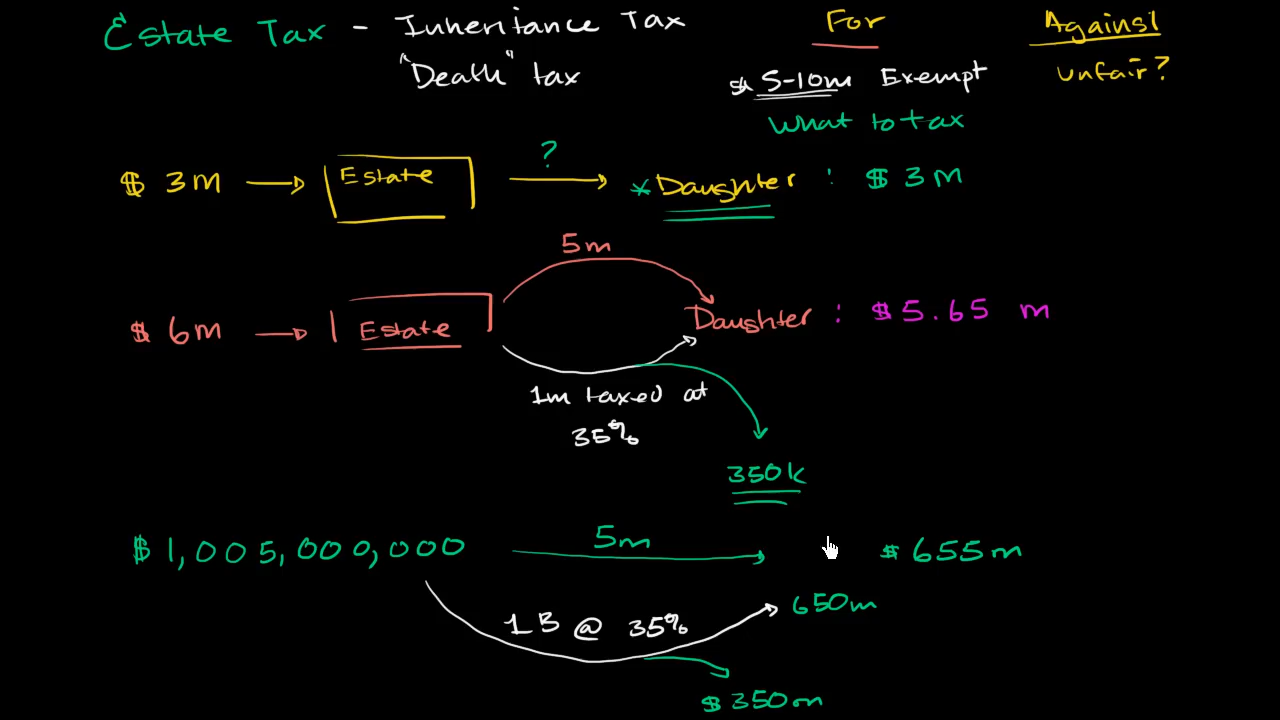 Estate Tax - Inheritance Tax
"Death" tax
For
Against
* 5-10m Exempt
unfair?
What to tax
$ 3m → Estate ? → * Daughter : $ 3m
5m
$ 6m → Estate Daughter : $ 5.65 m
1m taxed at
35%
350k
$ 1,005,000,000 5m → $ 655m
1B @ 35% 650m
$ 350m